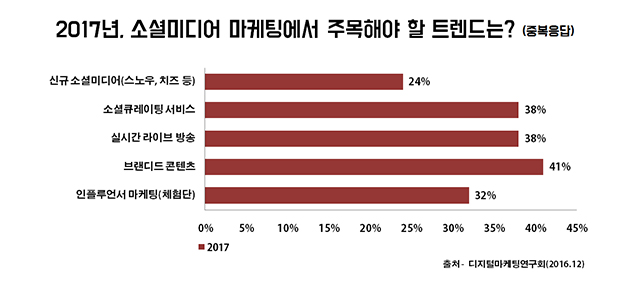 2017년, 소셜미디어 마케팅에서 주목해야 할 트렌드는? (중복응답)
신규 소셜미디어(스노우, 치즈 등) 24%
소셜큐레이팅 서비스 38%
실시간 라이브 방송 38%
브랜디드 콘텐츠 41%
인플루언서 마케팅(체험단) 32%
0% 5% 10% 15% 20% 25% 30% 35% 40% 45%
2017
출처 - 디지털마케팅연구회(2016.12)